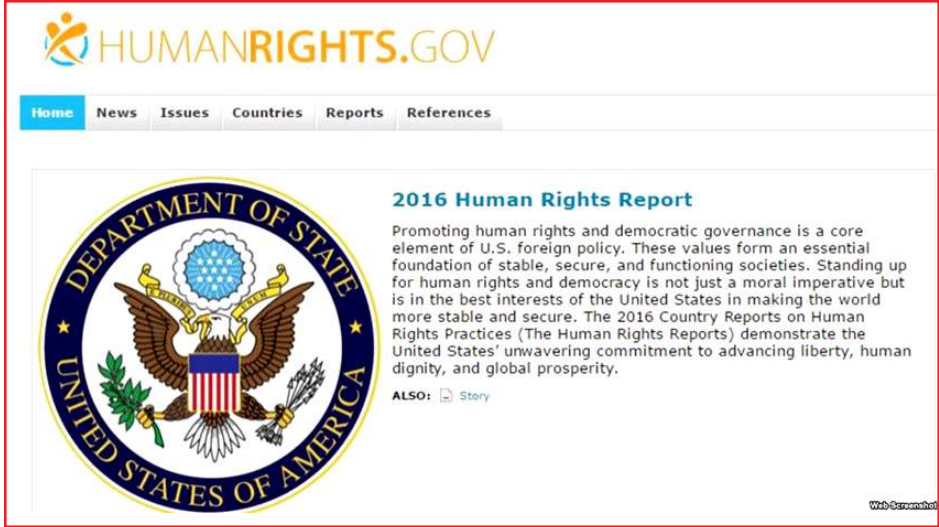 HUMANRIGHTS.GOV
Home News Issues Countries Reports References
DEPARTMENT OF STATE
UNITED STATES OF AMERICA
2016 Human Rights Report
Promoting human rights and democratic governance is a core
element of U.S. foreign policy. These values form an essential
foundation of stable, secure, and functioning societies. Standing up
for human rights and democracy is not just a moral imperative but
is in the best interests of the United States in making the world
more stable and secure. The 2016 Country Reports on Human
Rights Practices (The Human Rights Reports) demonstrate the
United States' unwavering commitment to advancing liberty, human
dignity, and global prosperity.
ALSO: Story
Web Screenshot